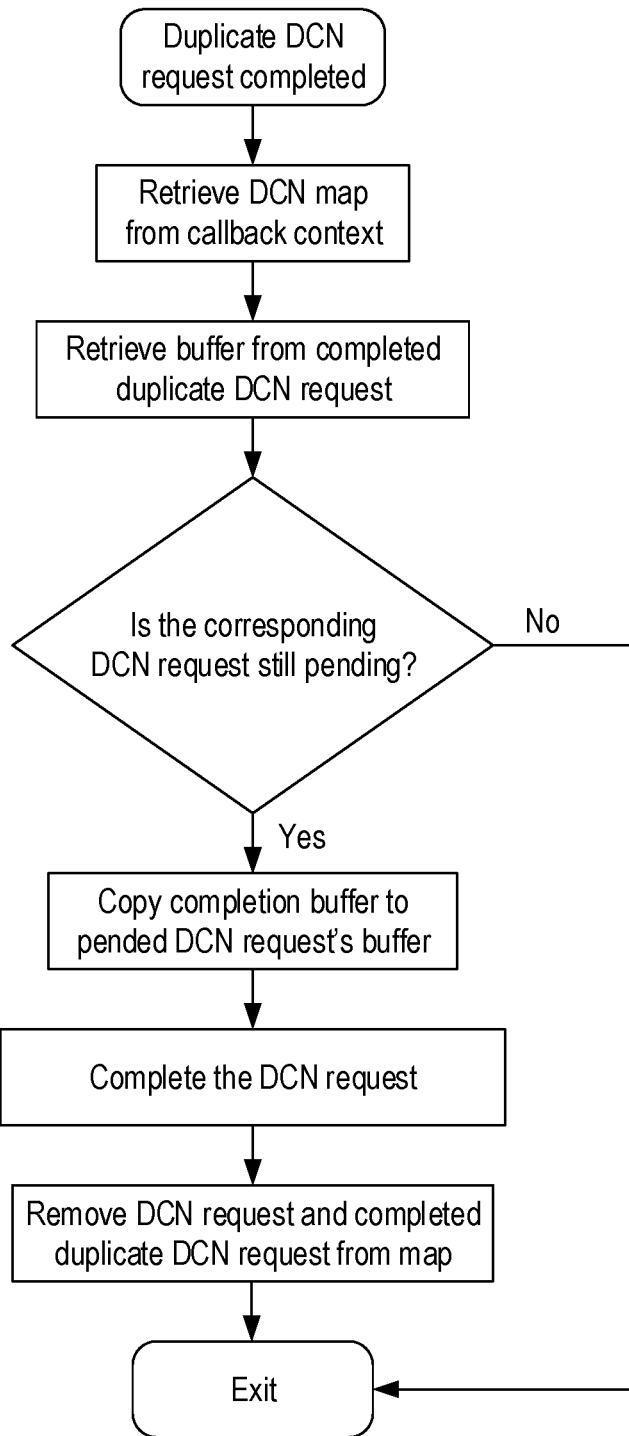 Duplicate DCN
request completed
Retrieve DCN map
from callback context
Retrieve buffer from completed
duplicate DCN request
Is the corresponding
DCN request still pending?
No
Yes
Copy completion buffer to
pended DCN request's buffer
Complete the DCN request
Remove DCN request and completed
duplicate DCN request from map
Exit